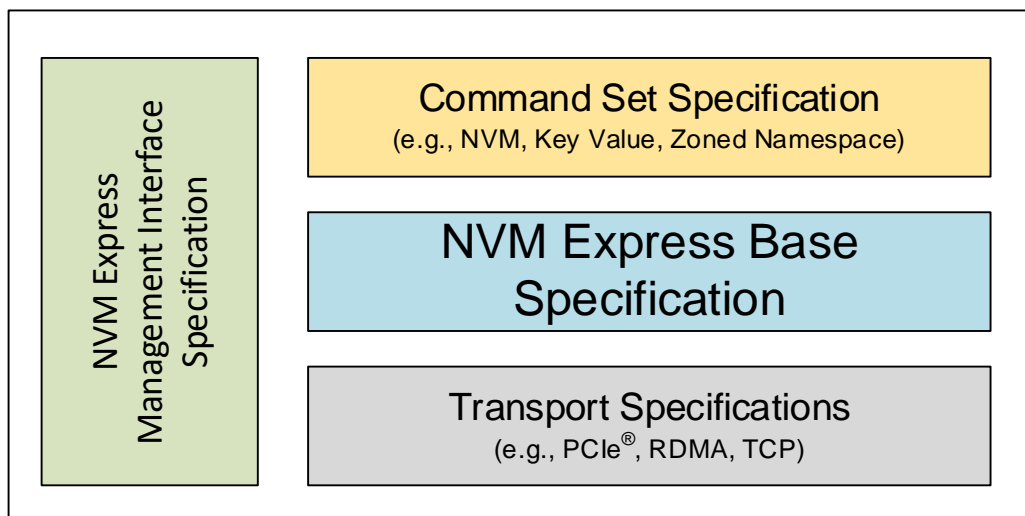 NVM Express
Management Interface
Specification
Command Set Specification
(e.g., NVM, Key Value, Zoned Namespace)
NVM Express Base
Specification
Transport Specifications
(e.g., PCIe®, RDMA, TCP)